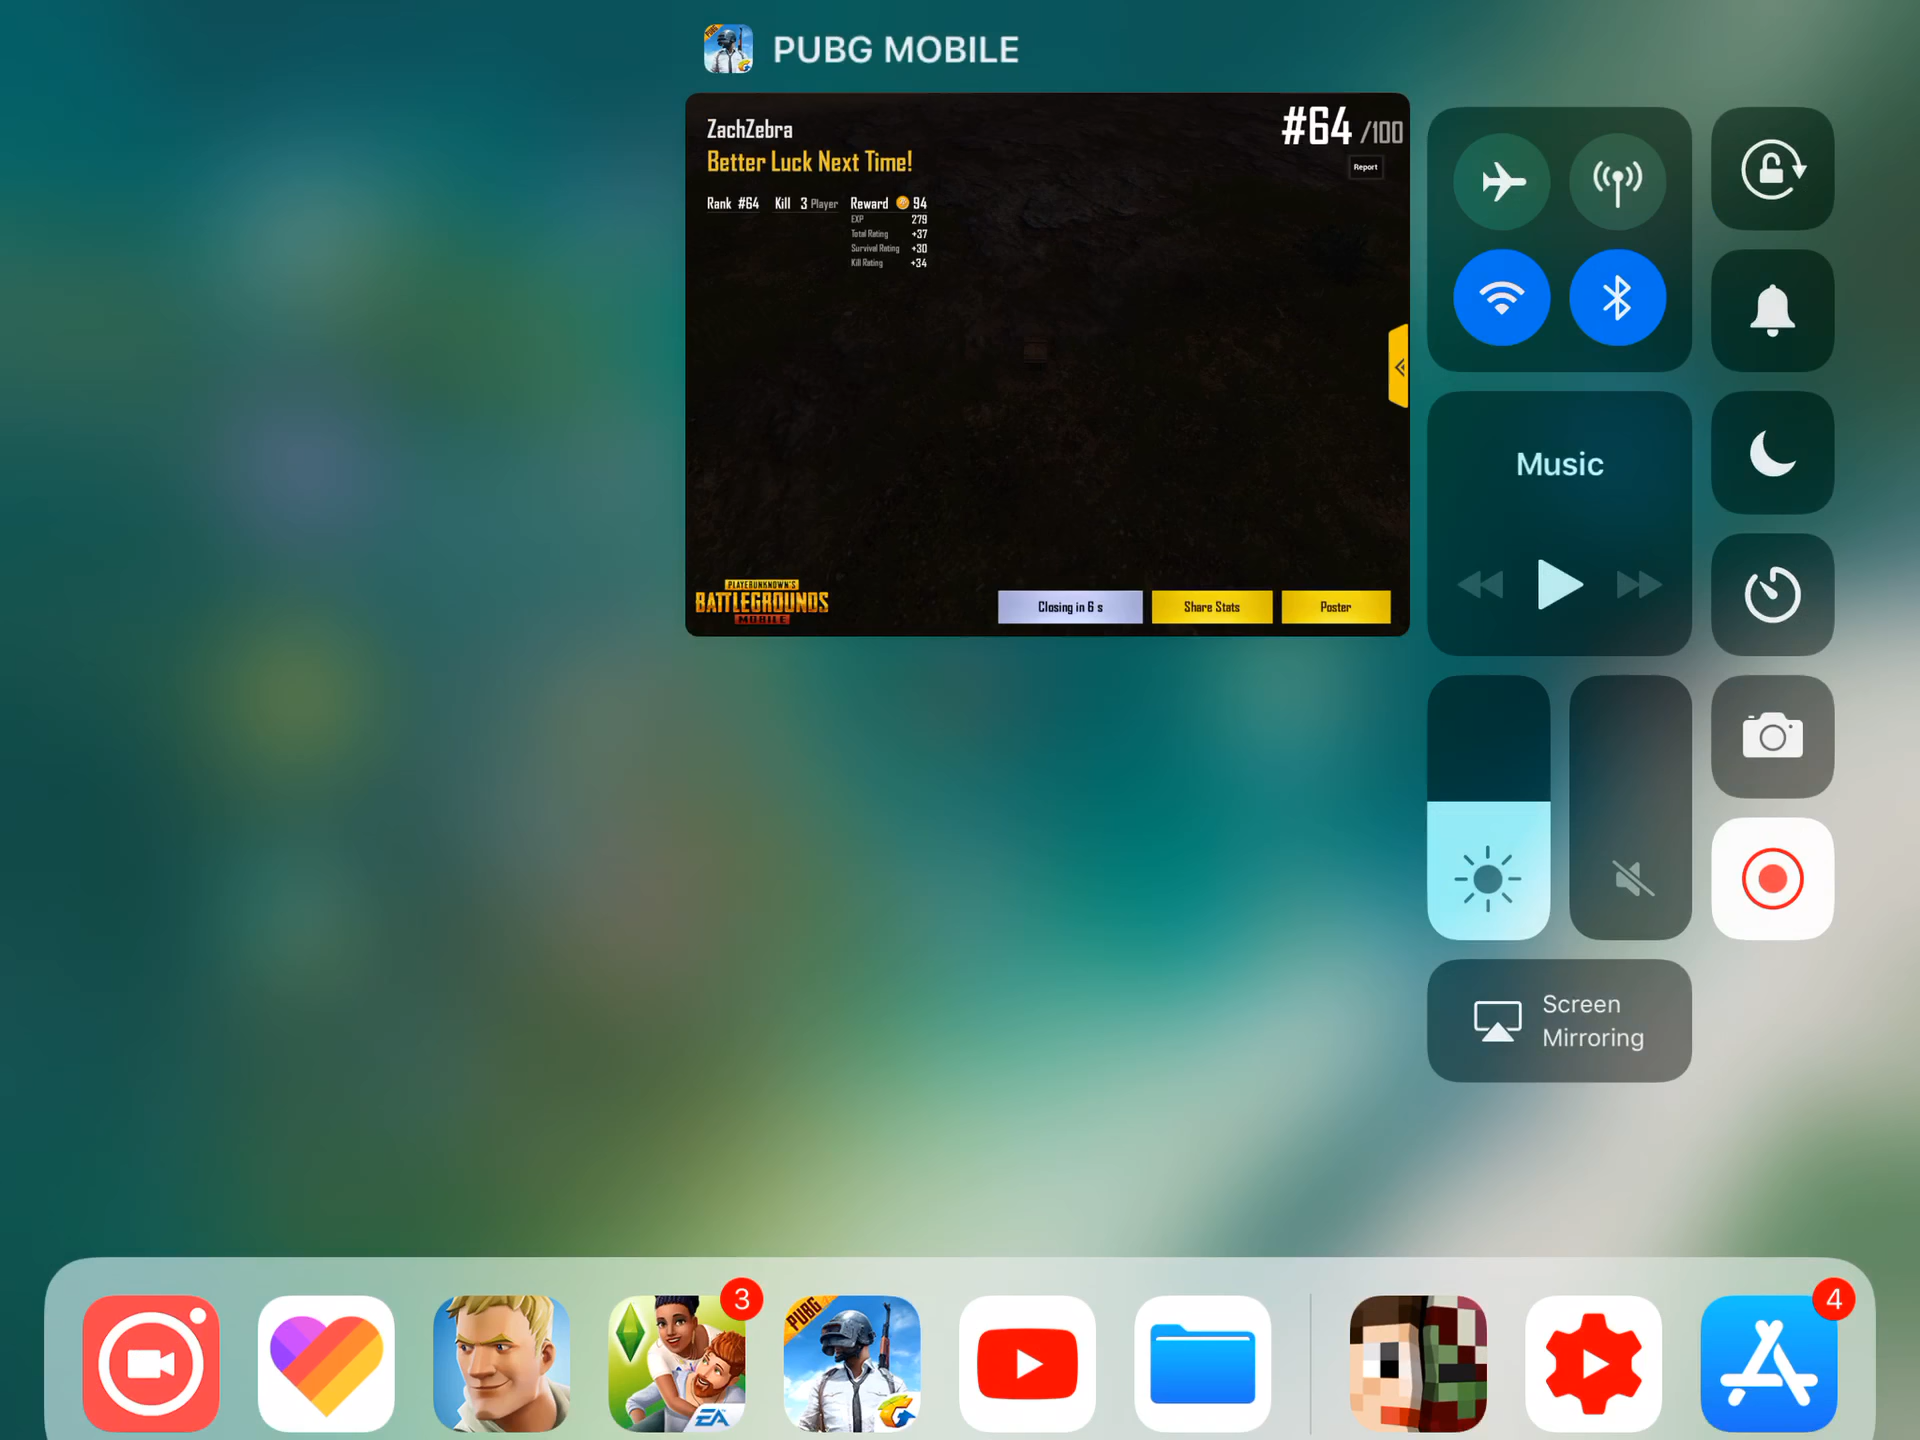 PUBG MOBILE
ZachZebra
Better Luck Next Time!
#64 /100
Report
Rank #64 Kill 3 Player Reward 94
EXP 279
Total Rating +37
Survival Rating +30
Kill Rating +34
PLAYERUNKNOWN'S
BATTLEGROUNDS
MOBILE
Closing in 6 s
Share Stats
Poster
Music
Screen
Mirroring
3
4
PUBG
EA